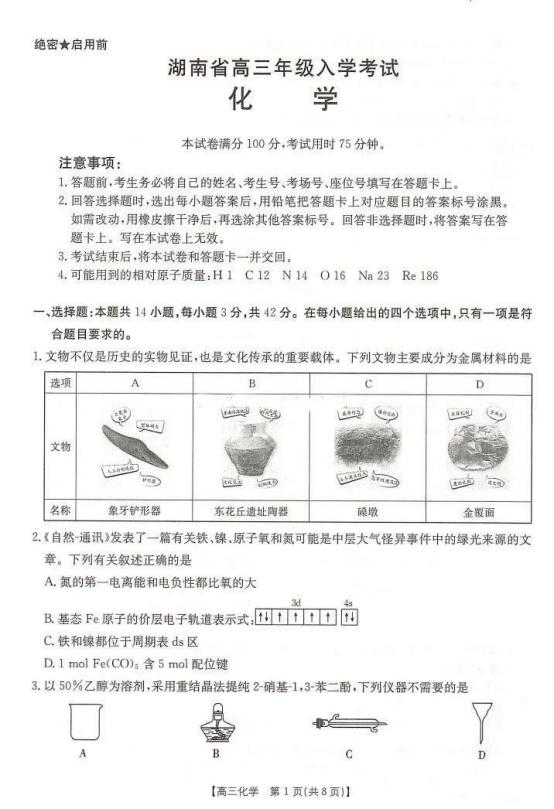 绝密★启用前
湖南省高三年级入学考试
化 学
本试卷满分100分,考试用时75分钟。
注意事项:
1. 答题前,考生务必将自己的姓名、考生号、考场号、座位号填写在答题卡上。
2. 回答选择题时,选出每小题答案后,用铅笔把答题卡上对应题目的答案标号涂黑。
如需改动,用橡皮擦干净后,再选涂其他答案标号。回答非选择题时,将答案写在答
题卡上。写在本试卷上无效。
3. 考试结束后,将本试卷和答题卡一并交回。
4. 可能用到的相对原子质量:H 1 C 12 N 14 O 16 Na 23 Re 186
一、选择题:本题共14小题,每小题3分,共42分。在每小题给出的四个选项中,只有一项是符
合题目要求的。
1. 文物不仅是历史的实物见证,也是文化传承的重要载体。下列文物主要成分为金属材料的是
选项 A B C D
文物
名称 象牙铲形器 东花丘遗址陶器 磉墩 金覆面
2.《自然-通讯》发表了一篇有关铁、镍、原子氧和氮可能是中层大气怪异事件中的绿光来源的文
章。下列有关叙述正确的是
A. 氮的第一电离能和电负性都比氧的大
3d 4s
B. 基态 Fe 原子的价层电子轨道表示式:
C. 铁和镍都位于周期表 ds 区
D. 1 mol Fe(CO)₅ 含 5 mol 配位键
3. 以50%乙醇为溶剂,采用重结晶法提纯 2-硝基-1,3-苯二酚,下列仪器不需要的是
A B C D
【高三化学 第1页(共8页)】